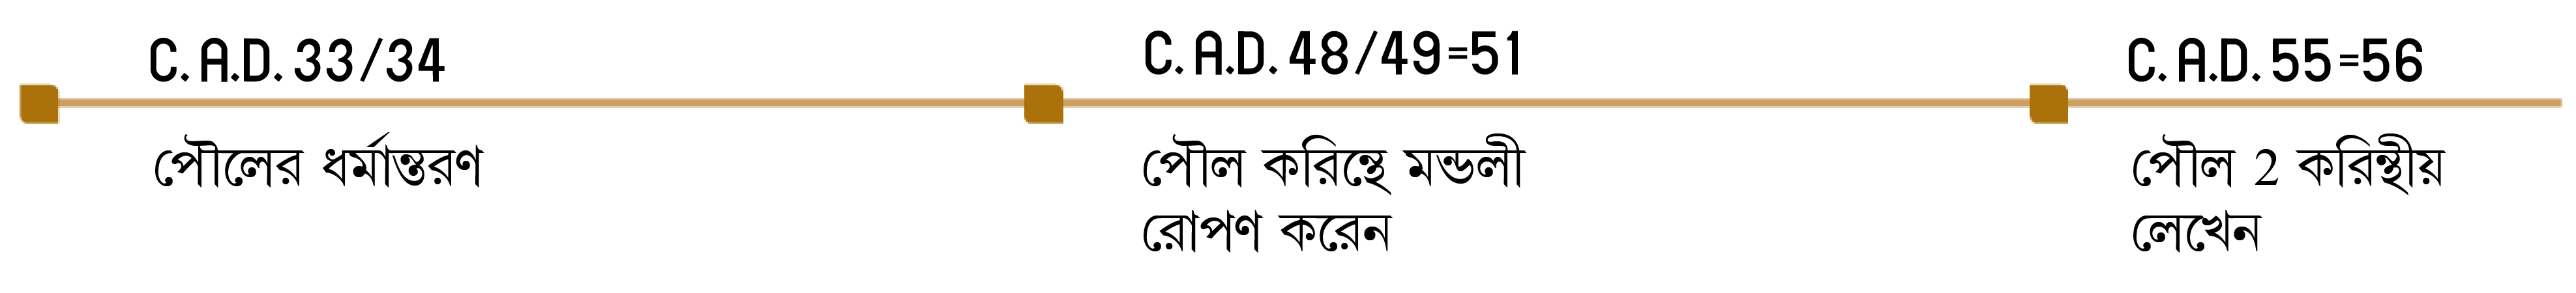 C. A.D. 33/34
পৌলের ধর্মান্তরণ
C. A.D. 48/49=51
পৌল করিন্থে মন্ডলী
রোপণ করেন
C. A.D. 55=56
পৌল 2 করিন্থীয়
লেখেন